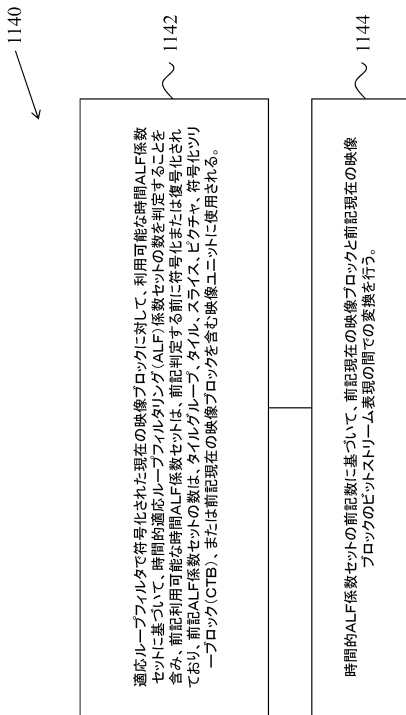 1140
1142
適応ループフィルタで符号化された現在の映像ブロックに対して、利用可能な時間ALF係数
セットに基づいて、時間的適応ループフィルタリング(ALF)係数セットの数を判定することを
含み、前記利用可能な時間ALF係数セットは、前記判定する前に符号化または復号化され
ており、前記ALF係数セットの数は、タイルグループ、タイル、スライス、ピクチャ、符号化ツリ
ーブロック(CTB)、または前記現在の映像ブロックを含む映像ユニットに使用される。
1144
時間的ALF係数セットの前記数に基づいて、前記現在の映像ブロックと前記現在の映像
ブロックのビットストリーム表現の間での変換を行う。